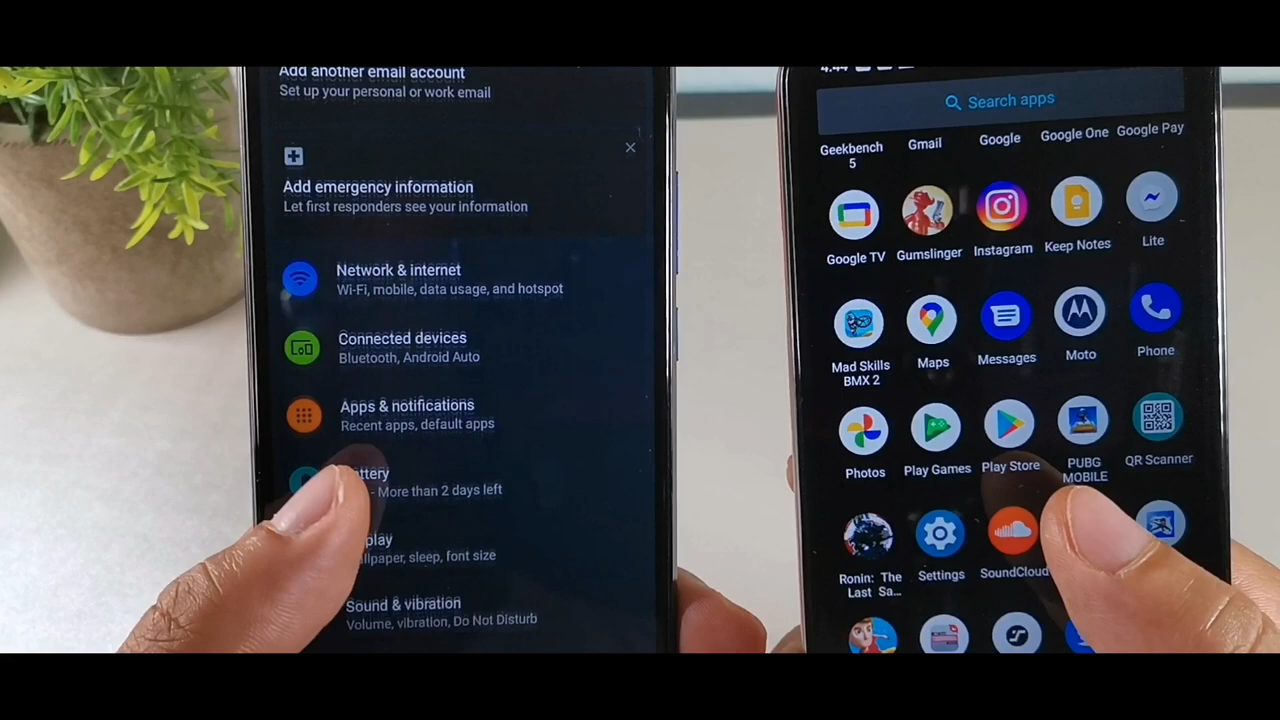 Add another email account
Set up your personal or work email
Add emergency information
Let first responders see your information
Network & internet
Wi-Fi, mobile, data usage, and hotspot
Connected devices
Bluetooth, Android Auto
Apps & notifications
Recent apps, default apps
ttery
- More than 2 days left
play
llpaper, sleep, font size
Sound & vibration
Volume, vibration, Do Not Disturb
4:44
Search apps
Geekbench
5
Gmail
Google
Google One
Google Pay
Google TV
Gumslinger
Instagram
Keep Notes
Lite
Mad Skills
BMX 2
Maps
Messages
Moto
Phone
Photos
Play Games
Play Store
PUBG
MOBILE
QR Scanner
Ronin: The
Last Sa...
Settings
SoundCloud